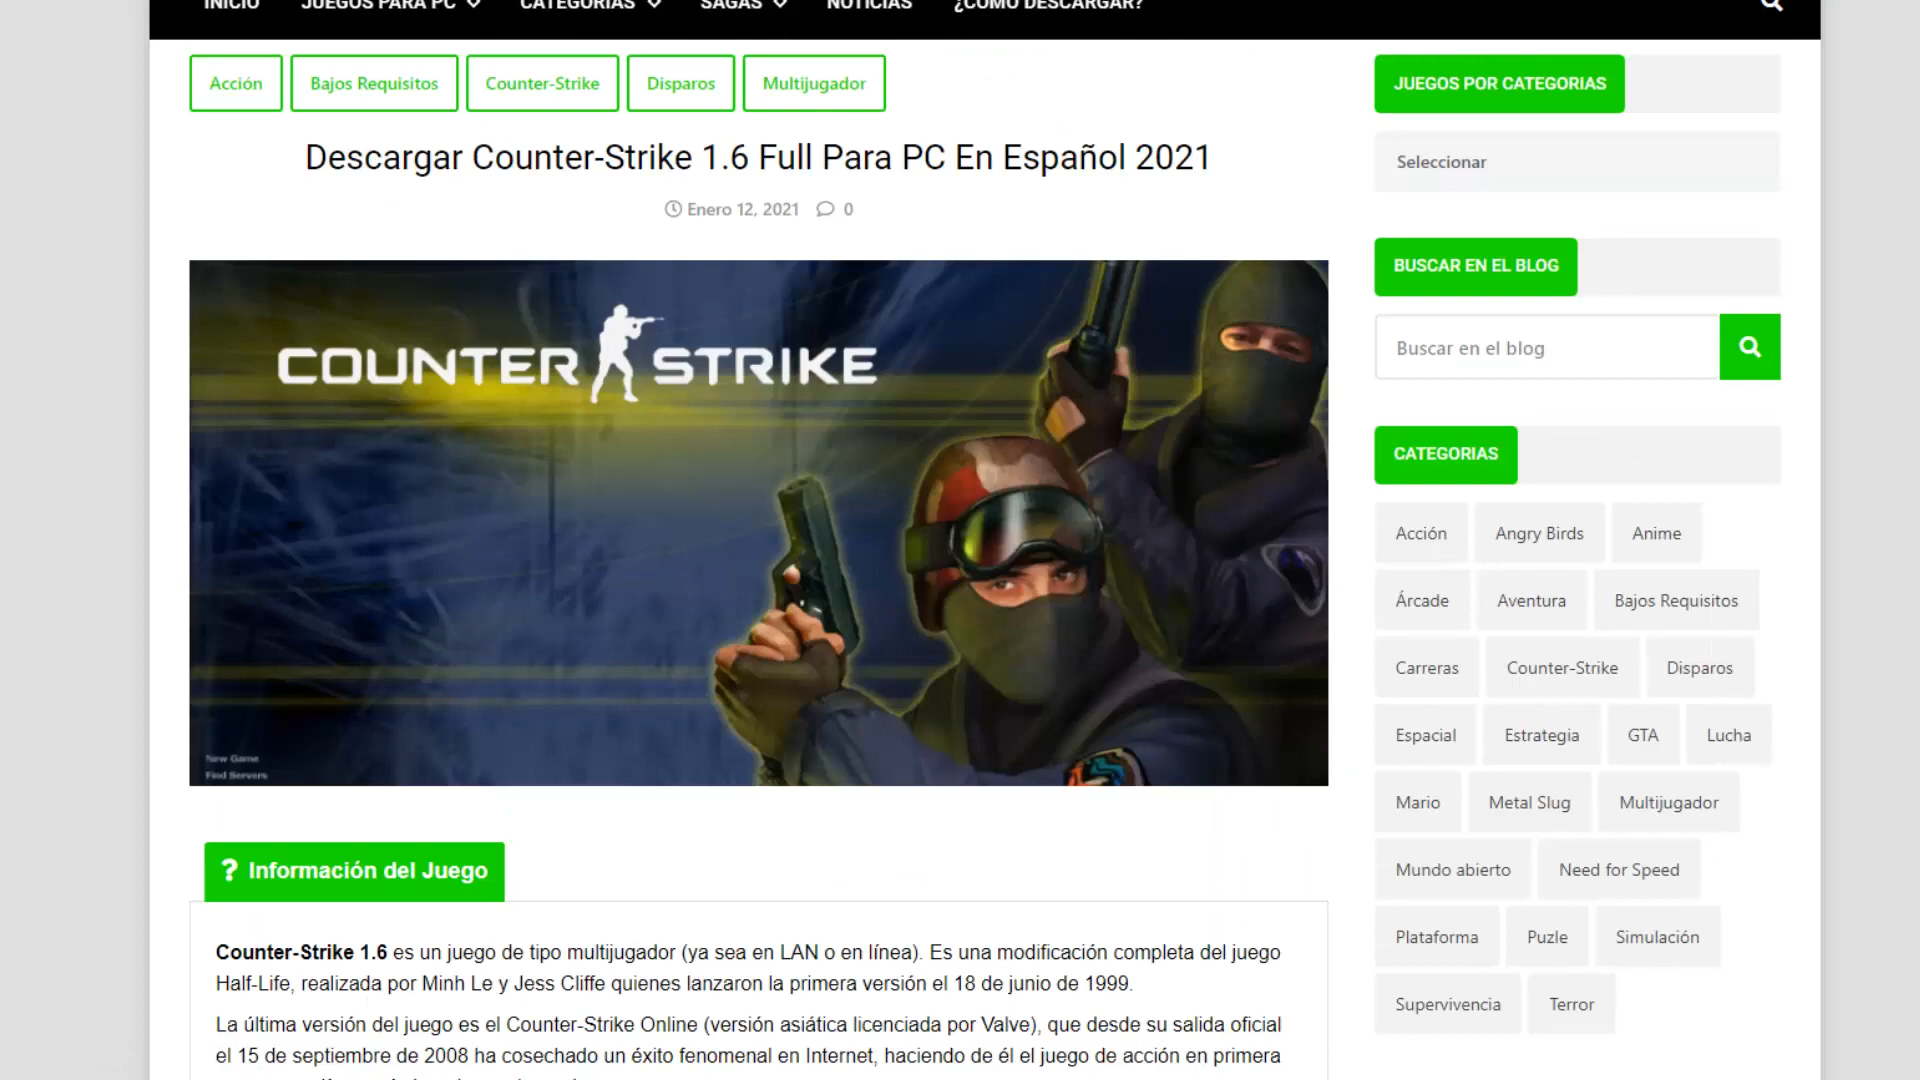 INICIO JUEGOS PARA PC CATEGORIAS SAGAS NOTICIAS ¿COMO DESCARGAR?
Acción Bajos Requisitos Counter-Strike Disparos Multijugador
Descargar Counter-Strike 1.6 Full Para PC En Español 2021
Enero 12, 2021 0
COUNTER STRIKE
New Game
Find Servers
? Información del Juego
Counter-Strike 1.6 es un juego de tipo multijugador (ya sea en LAN o en línea). Es una modificación completa del juego
Half-Life, realizada por Minh Le y Jess Cliffe quienes lanzaron la primera versión el 18 de junio de 1999.
La última versión del juego es el Counter-Strike Online (versión asiática licenciada por Valve), que desde su salida oficial
el 15 de septiembre de 2008 ha cosechado un éxito fenomenal en Internet, haciendo de él el juego de acción en primera
JUEGOS POR CATEGORIAS
Seleccionar
BUSCAR EN EL BLOG
Buscar en el blog
CATEGORIAS
Acción Angry Birds Anime
Árcade Aventura Bajos Requisitos
Carreras Counter-Strike Disparos
Espacial Estrategia GTA Lucha
Mario Metal Slug Multijugador
Mundo abierto Need for Speed
Plataforma Puzle Simulación
Supervivencia Terror